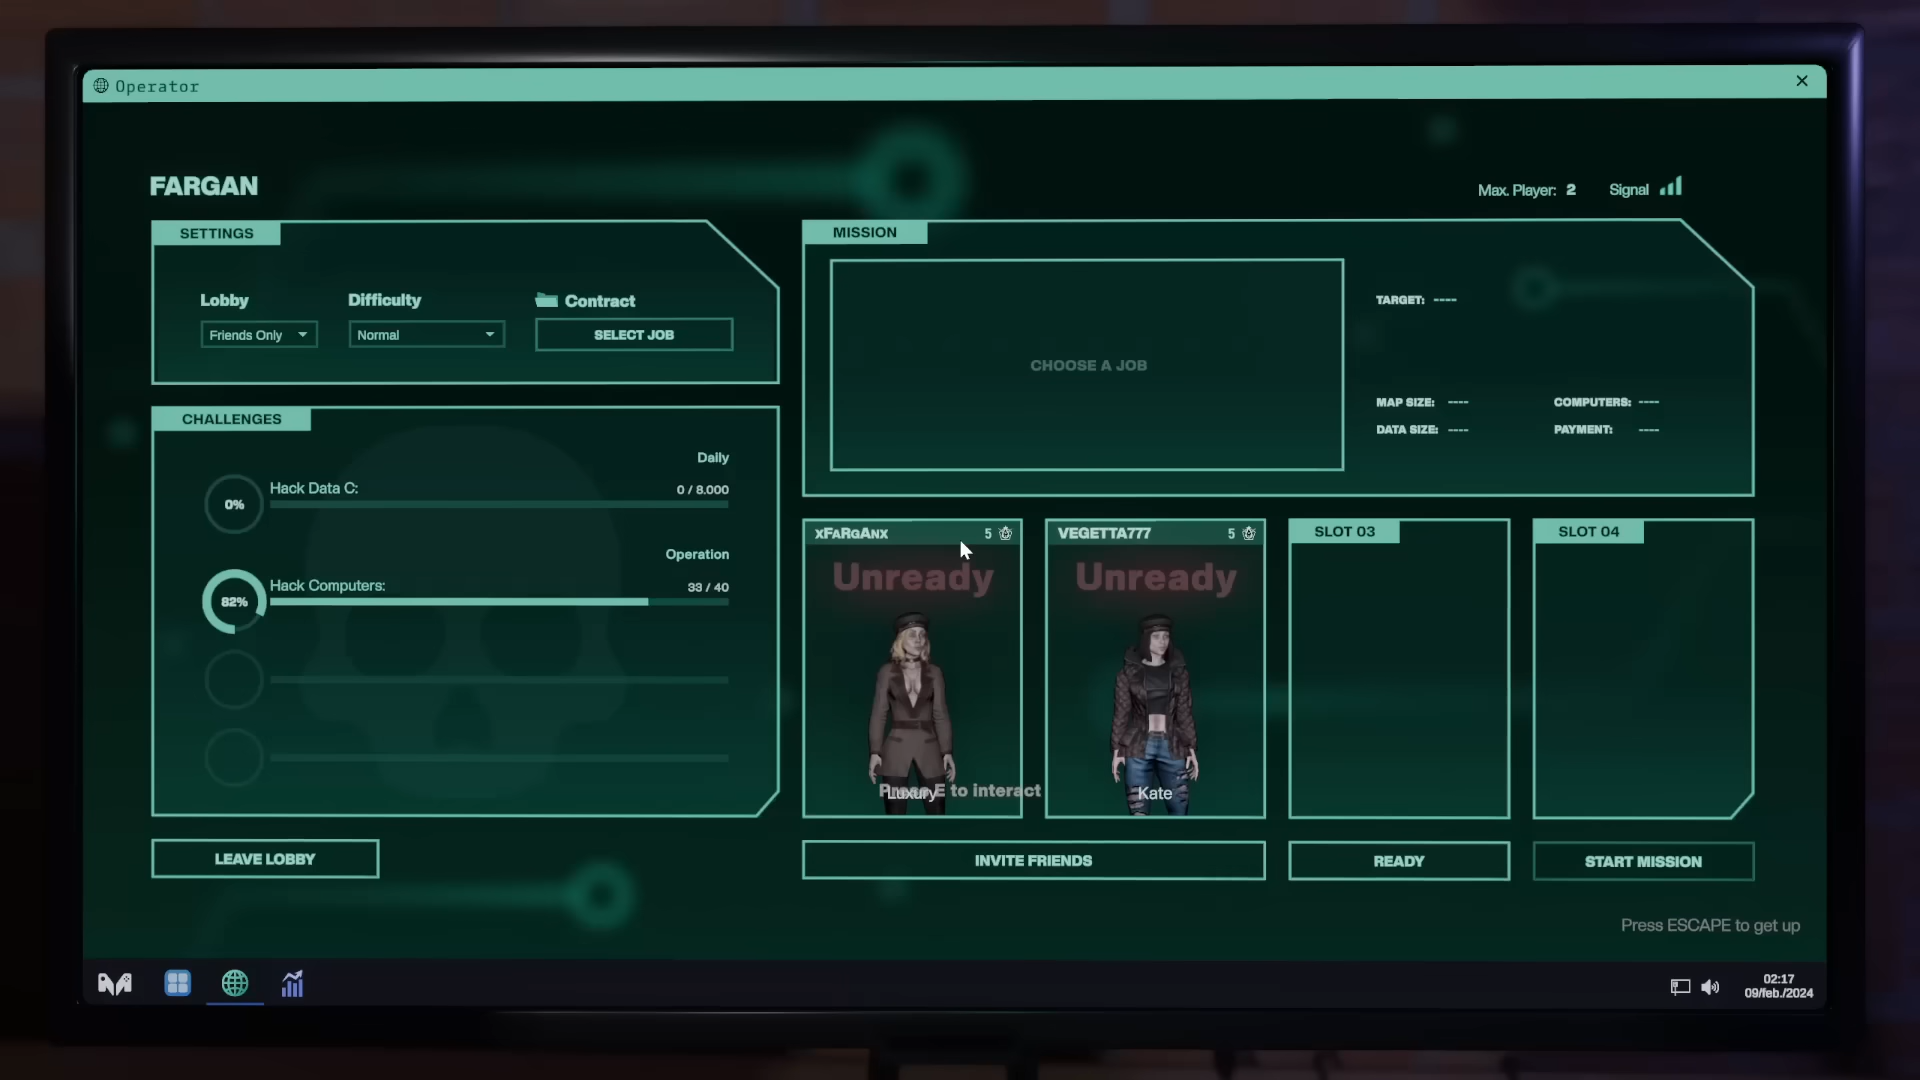 Operator
FARGAN
Max. Player: 2
Signal
SETTINGS
Lobby
Difficulty
Contract
Friends Only
Normal
SELECT JOB
MISSION
CHOOSE A JOB
TARGET: ----
MAP SIZE: ----
COMPUTERS: ----
DATA SIZE: ----
PAYMENT: ----
CHALLENGES
Daily
0%
Hack Data C:
0 / 8.000
Operation
82%
Hack Computers:
33 / 40
xFARGANx 5
Unready
Luxury
Press E to interact
VEGETTA777 5
Unready
Kate
SLOT 03
SLOT 04
LEAVE LOBBY
INVITE FRIENDS
READY
START MISSION
Press ESCAPE to get up
02:17
09/feb./2024